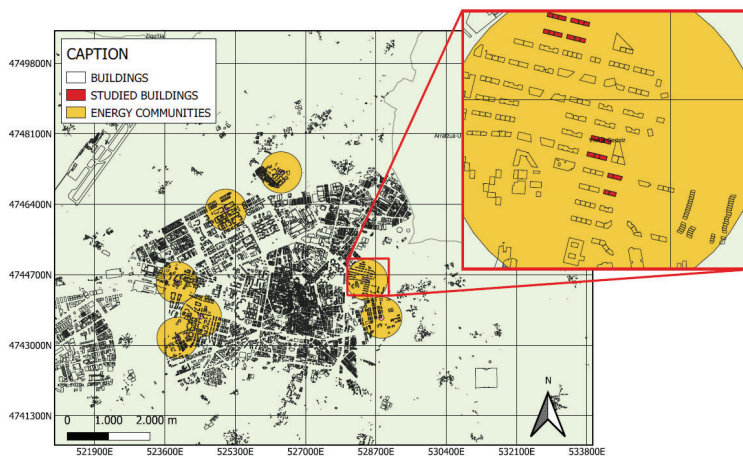 Zigoitia
CAPTION
BUILDINGS
STUDIED BUILDINGS
ENERGY COMMUNITIES
4749800N
4748100N
4746400N
4744700N
4743000N
4741300N
0
1.000
2.000 m
N
521900E
523600E
525300E
527000E
528700E
530400E
532100E
533800E